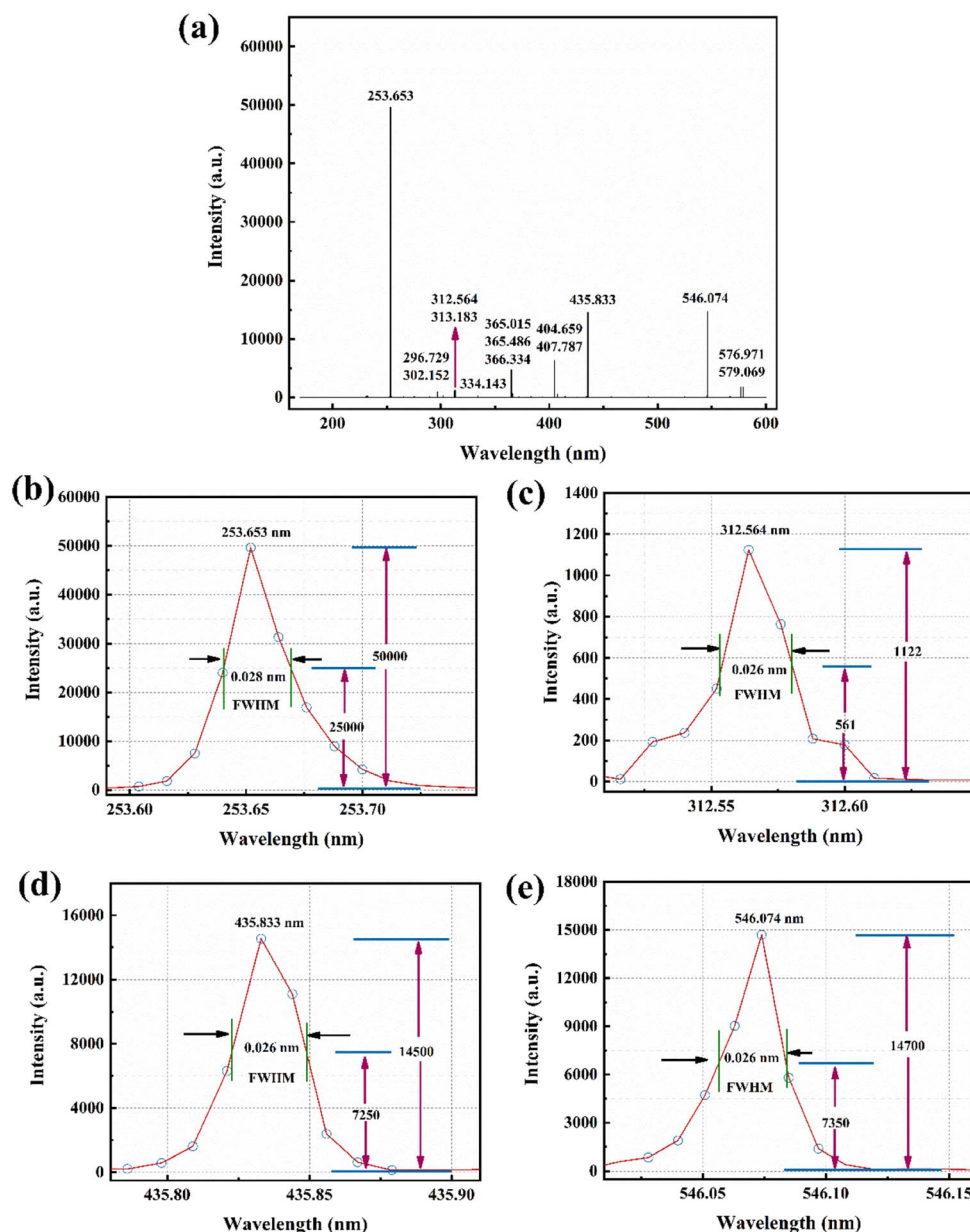 (a)
60000
50000
40000
30000
20000
10000
0
Intensity (a.u.)
253.653
312.564
313.183
296.729
302.152
334.143
365.015
365.486
366.334
404.659
407.787
435.833
546.074
576.971
579.069
200 300 400 500 600
Wavelength (nm)
(b)
60000
50000
40000
30000
20000
10000
0
Intensity (a.u.)
253.653 nm
0.028 nm
FWHM
25000
50000
253.60 253.65 253.70
Wavelength (nm)
(c)
1400
1200
1000
800
600
400
200
0
Intensity (a.u.)
312.564 nm
0.026 nm
FWHM
561
1122
312.55 312.60
Wavelength (nm)
(d)
16000
12000
8000
4000
0
Intensity (a.u.)
435.833 nm
0.026 nm
FWHM
7250
14500
435.80 435.85 435.90
Wavelength (nm)
(e)
18000
15000
12000
9000
6000
3000
0
Intensity (a.u.)
546.074 nm
0.026 nm
FWHM
7350
14700
546.05 546.10 546.15
Wavelength (nm)